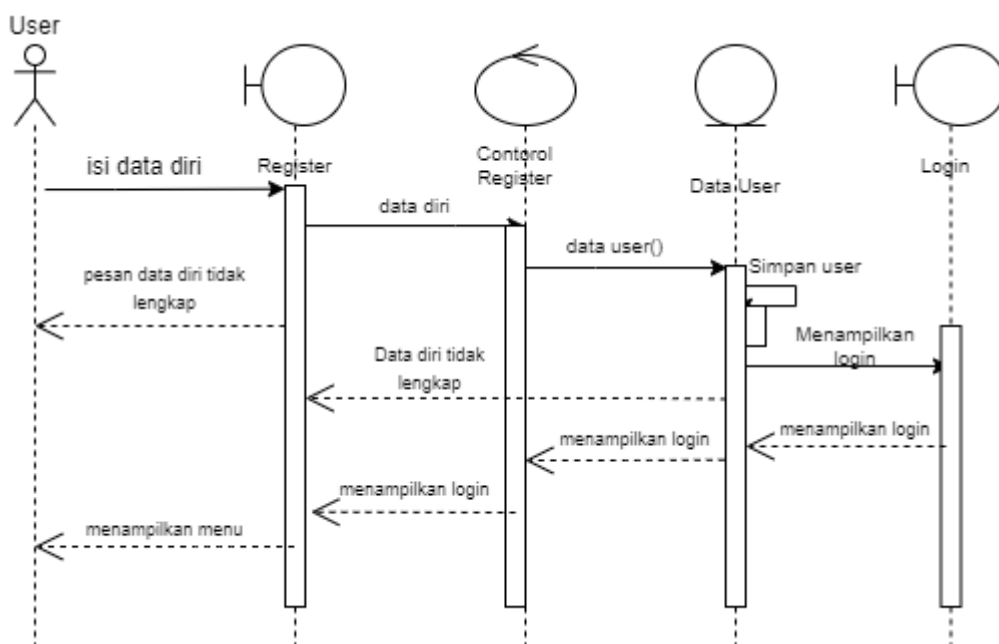 User
Register
Contorol
Register
Data User
Login
isi data diri
data diri
data user()
Simpan user
pesan data diri tidak
lengkap
Menampilkan
login
Data diri tidak
lengkap
menampilkan login
menampilkan login
menampilkan login
menampilkan menu